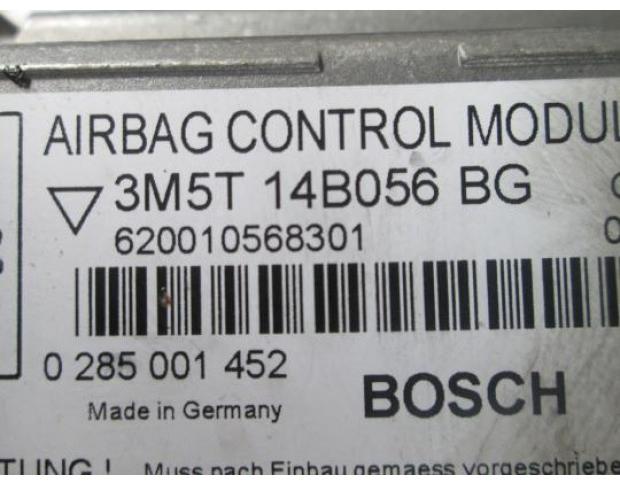 AIRBAG CONTROL MODUL
3M5T 14B056 BG
620010568301
0 285 001 452
BOSCH
Made in Germany
TUNG ! Muss nach Einbau gemaess vorgeschriebe